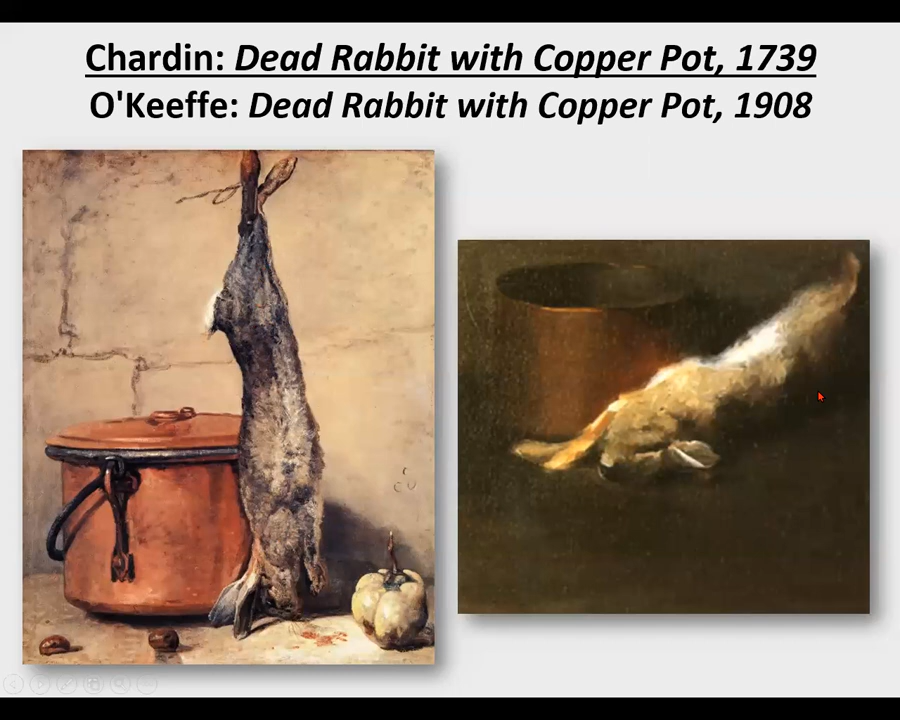 Chardin: Dead Rabbit with Copper Pot, 1739
O'Keeffe: Dead Rabbit with Copper Pot, 1908